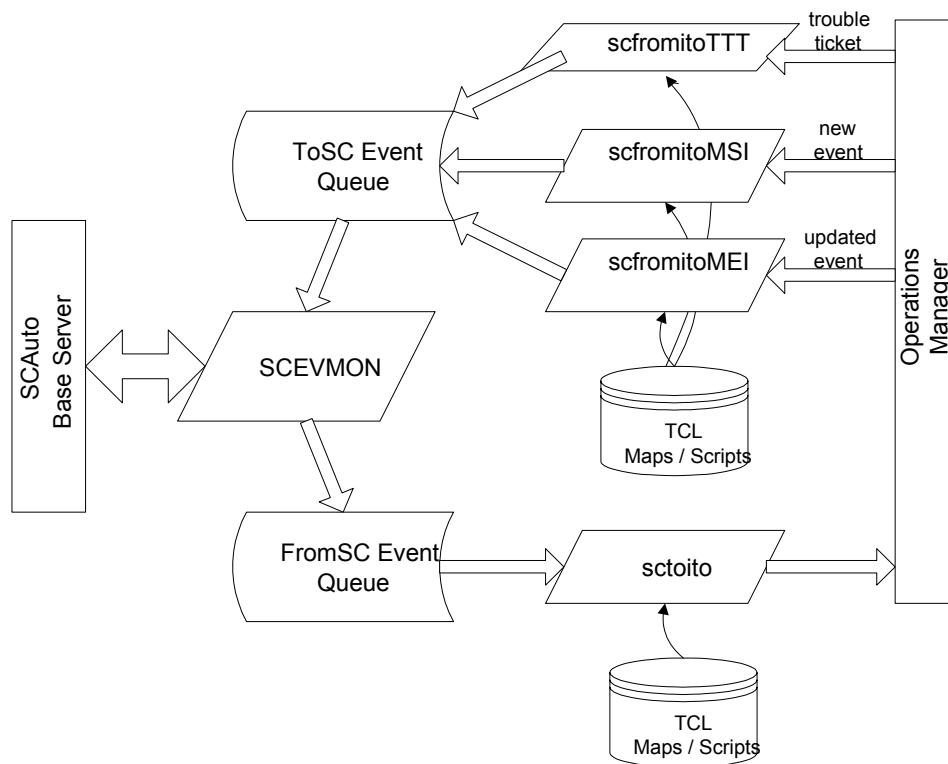 scfromitoTTT
trouble
ticket
ToSC Event
Queue
scfromitoMSI
new
event
scfromitoMEI
updated
event
Operations
Manager
SCAuto
Base Server
SCEVMON
TCL
Maps / Scripts
FromSC Event
Queue
sctoito
TCL
Maps / Scripts